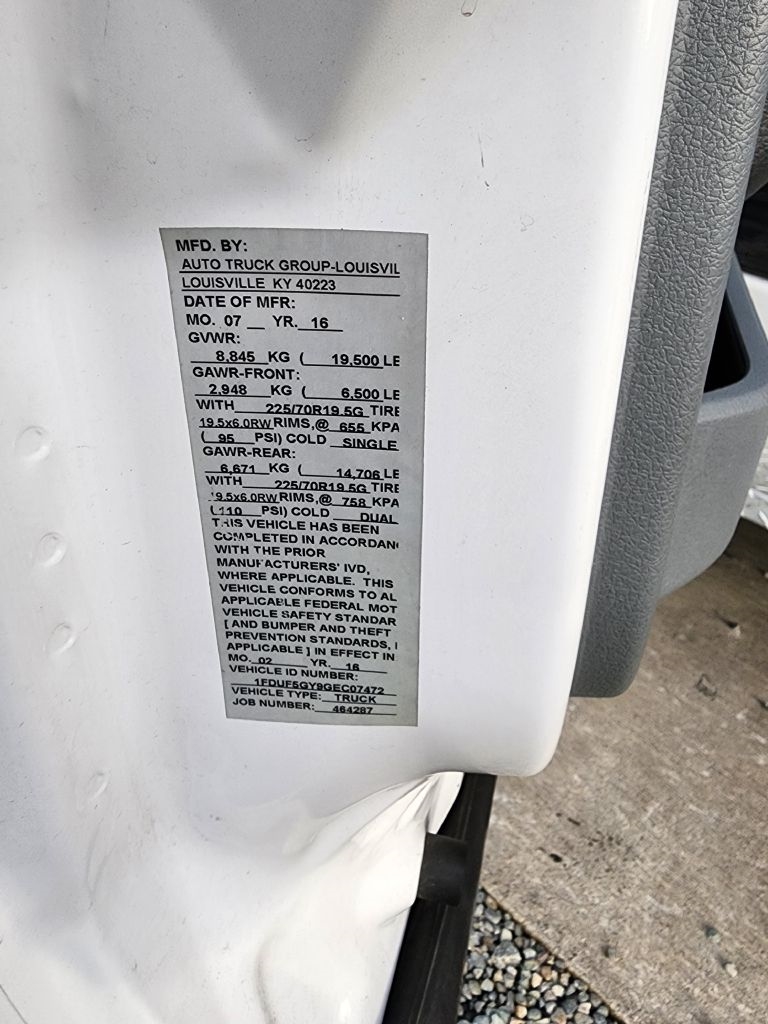 MFD. BY:
AUTO TRUCK GROUP-LOUISVIL
LOUISVILLE KY 40223
DATE OF MFR:
MO. 07 YR. 16
GVWR:
8,845 KG ( 19,500 LE
GAWR-FRONT:
2,948 KG ( 6,500 LE
WITH 225/70R19.5G TIRE
19.5x6.0RW RIMS,@ 655 KPA
( 95 PSI) COLD SINGLE
GAWR-REAR:
6,671 KG ( 14,706 LE
WITH 225/70R19.5G TIRE
19.5x6.0RW RIMS,@ 758 KPA
(110 PSI) COLD DUAL
THIS VEHICLE HAS BEEN
COMPLETED IN ACCORDAN
WITH THE PRIOR
MANUFACTURERS' IVD,
WHERE APPLICABLE. THIS
VEHICLE CONFORMS TO AL
APPLICABLE FEDERAL MOT
VEHICLE SAFETY STANDAR
[ AND BUMPER AND THEFT
PREVENTION STANDARDS, I
APPLICABLE ] IN EFFECT IN
MO. 02 YR. 16
VEHICLE ID NUMBER:
1FDUF5GY9GEC07472
VEHICLE TYPE: TRUCK
JOB NUMBER: 464287